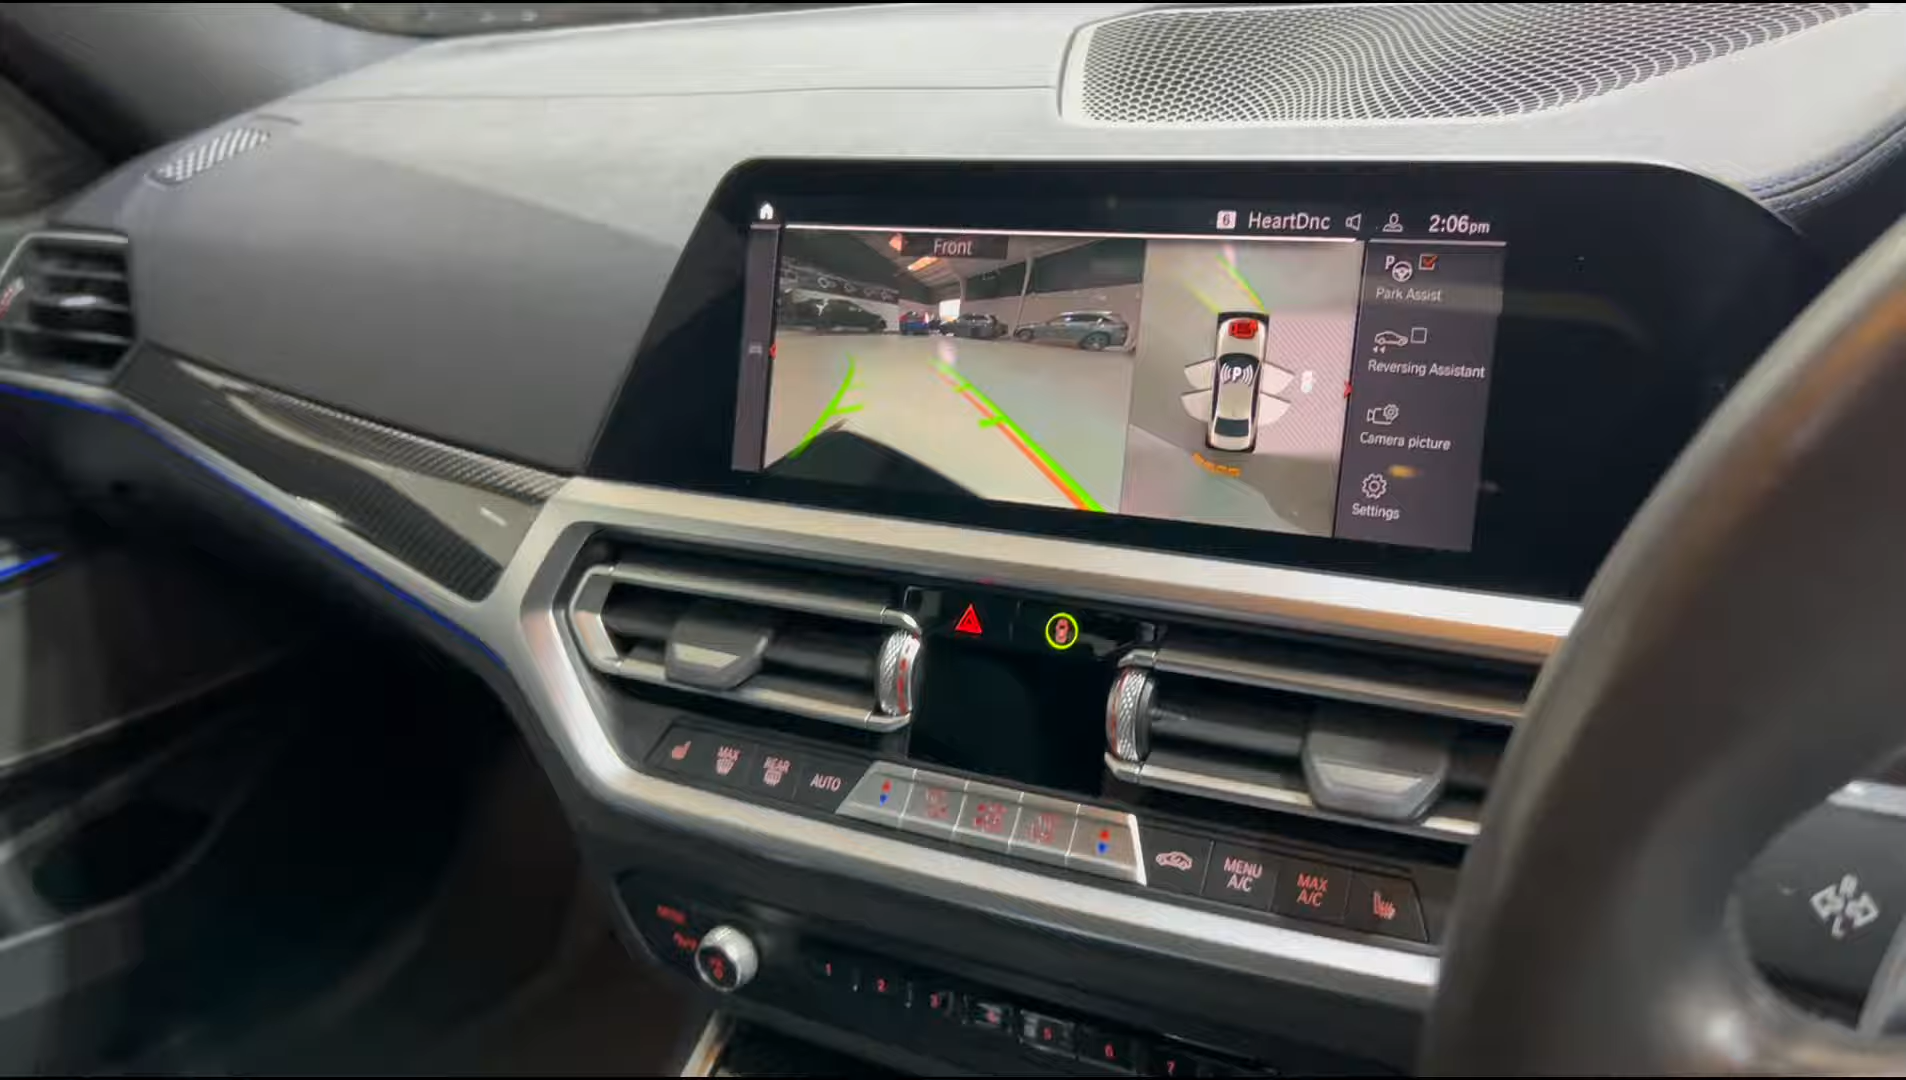 6 HeartDnc 2:06pm
Front
P
Park Assist
Reversing Assistant
Camera picture
Settings
P
MAX
REAR
AUTO
MENU
A/C
MAX
A/C
1
2
3
5
6
7
R
L